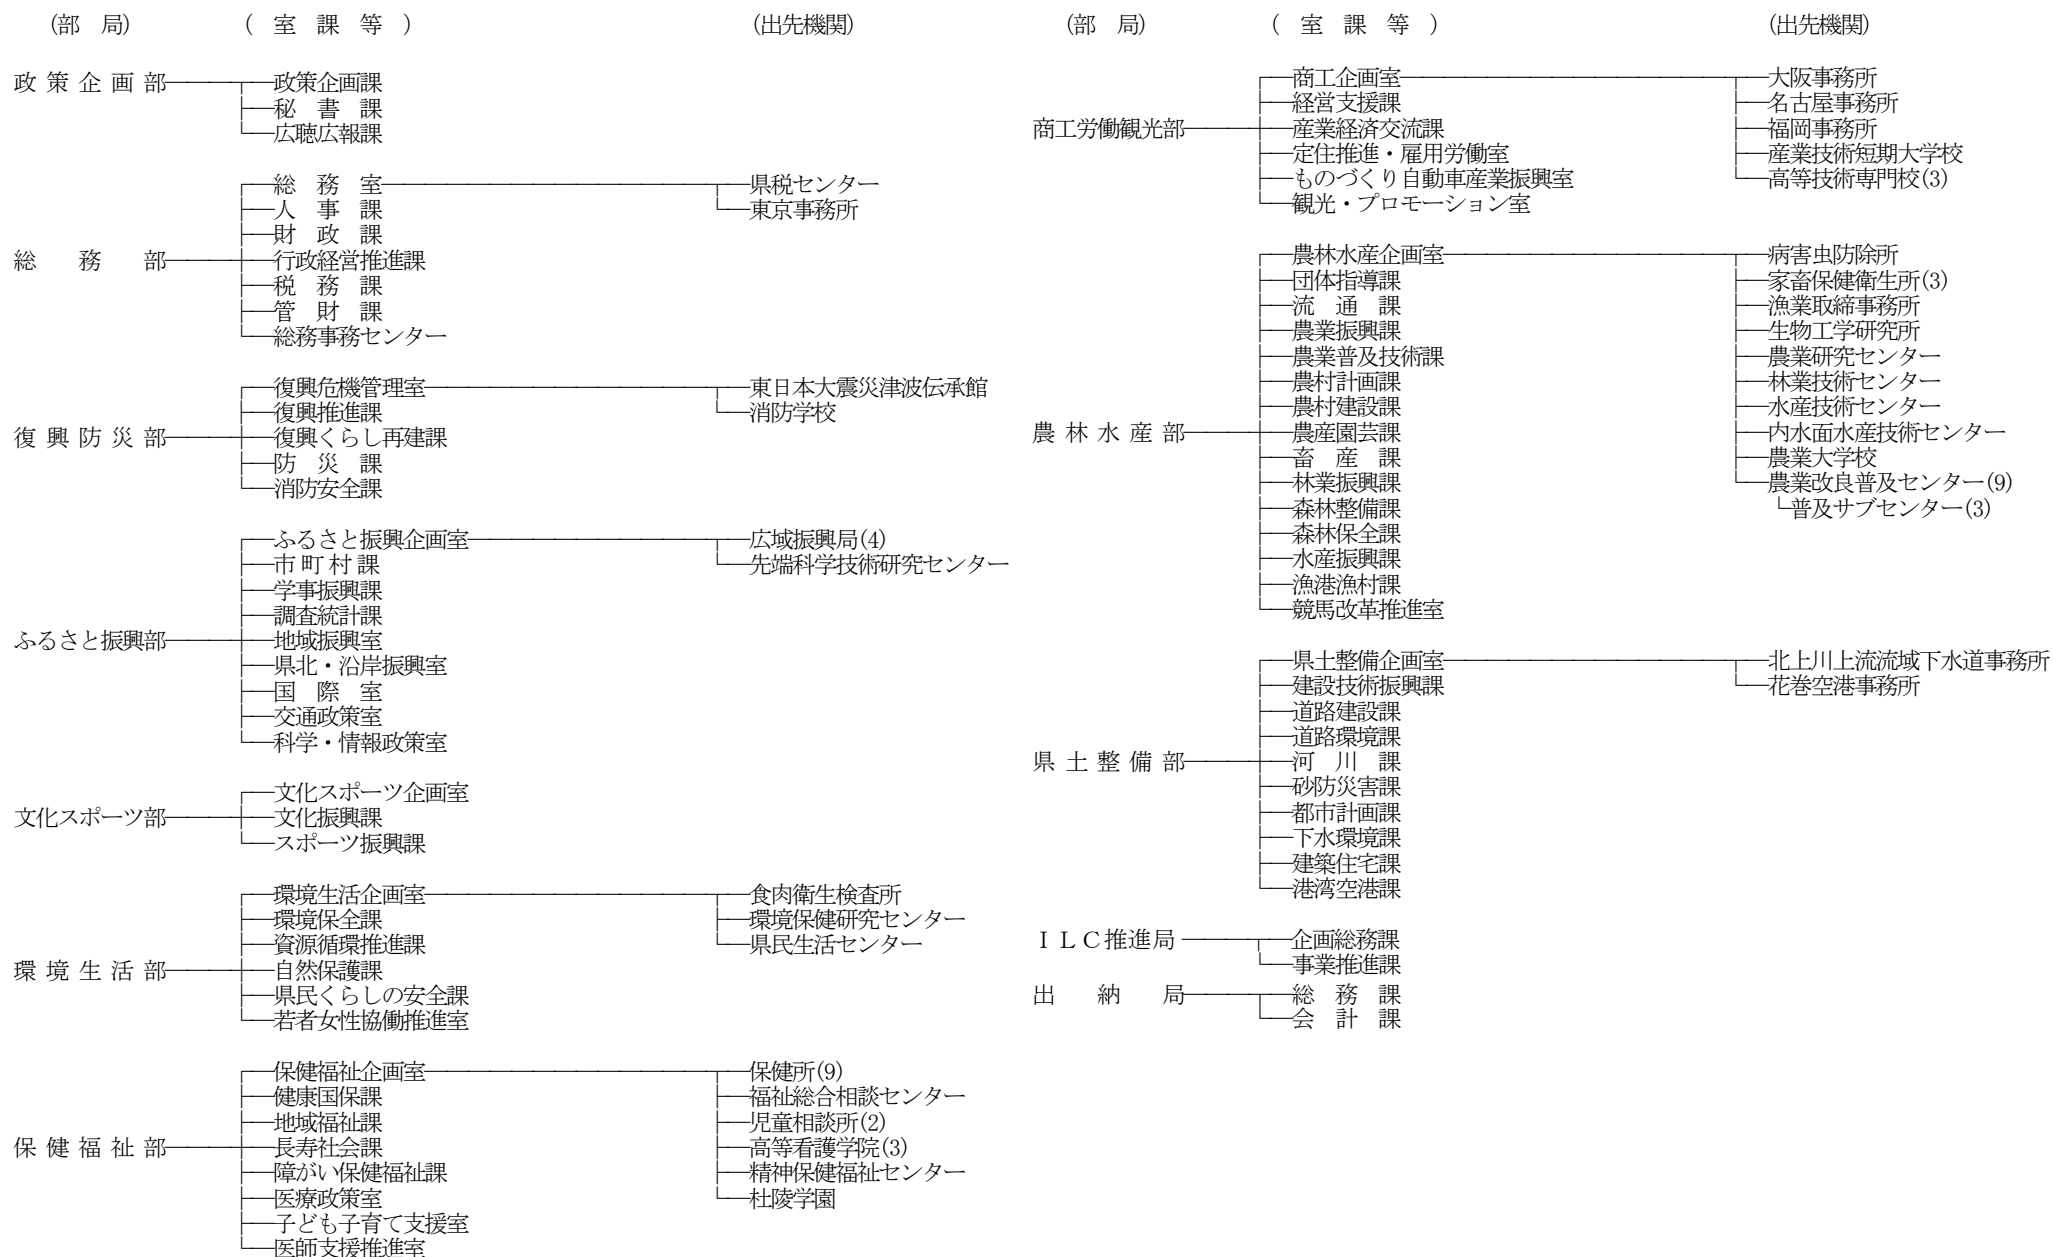 (部　局)　(　室　課　等　)　(出先機関)
政 策 企 画 部　政策企画課
秘　書　課
広聴広報課
総　務　室　県税センター
人　事　課　東京事務所
財　政　課
総　　務　　部　行政経営推進課
税　務　課
管　財　課
総務事務センター
復興危機管理室　東日本大震災津波伝承館
復興推進課　消防学校
復 興 防 災 部　復興くらし再建課
防　災　課
消防安全課
ふるさと振興企画室　広域振興局(4)
市 町 村 課　先端科学技術研究センター
学事振興課
調査統計課
ふるさと振興部　地域振興室
県北・沿岸振興室
国　際　室
交通政策室
科学・情報政策室
文化スポーツ企画室
文化スポーツ部　文化振興課
スポーツ振興課
環境生活企画室　食肉衛生検査所
環境保全課　環境保健研究センター
資源循環推進課　県民生活センター
環 境 生 活 部　自然保護課
県民くらしの安全課
若者女性協働推進室
保健福祉企画室　保健所(9)
健康国保課　福祉総合相談センター
地域福祉課　児童相談所(2)
保 健 福 祉 部　長寿社会課　高等看護学院(3)
障がい保健福祉課　精神保健福祉センター
医療政策室　杜陵学園
子ども子育て支援室
医師支援推進室
(部　局)　(　室　課　等　)　(出先機関)
商工企画室　大阪事務所
経営支援課　名古屋事務所
商工労働観光部　産業経済交流課　福岡事務所
定住推進・雇用労働室　産業技術短期大学校
ものづくり自動車産業振興室　高等技術専門校(3)
観光・プロモーション室
農林水産企画室　病害虫防除所
団体指導課　家畜保健衛生所(3)
流　通　課　漁業取締事務所
農業振興課　生物工学研究所
農業普及技術課　農業研究センター
農村計画課　林業技術センター
農村建設課　水産技術センター
農 林 水 産 部　農産園芸課　内水面水産技術センター
畜　産　課　農業大学校
林業振興課　農業改良普及センター(9)
森林整備課　普及サブセンター(3)
森林保全課
水産振興課
漁港漁村課
競馬改革推進室
県土整備企画室　北上川上流流域下水道事務所
建設技術振興課　花巻空港事務所
道路建設課
道路環境課
県 土 整 備 部　河　川　課
砂防災害課
都市計画課
下水環境課
建築住宅課
港湾空港課
ＩＬＣ推進局　企画総務課
事業推進課
出　　納　　局　総　務　課
会　計　課